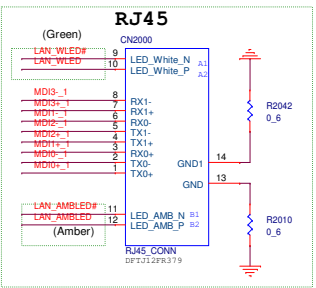 RJ45
(Green)
CN2000
LAN_WLED# 9 LED_White_N A1
LAN_WLED 10 LED_White_P A2
MDI3-_1 8 RX1-
MDI3+_1 7 RX1+
MDI1-_1 6 RX0-
MDI2-_1 5 TX1-
MDI2+_1 4 TX1+
MDI1+_1 3 RX0+
MDI0-_1 2 TX0-
MDI0+_1 1 TX0+
GND1 14
GND 13
R2042
0_6
R2010
0_6
LAN_AMBLED# 11 LED_AMB_N B1
LAN_AMBLED 12 LED_AMB_P B2
(Amber)
RJ45_CONN
DFTJ12FR379